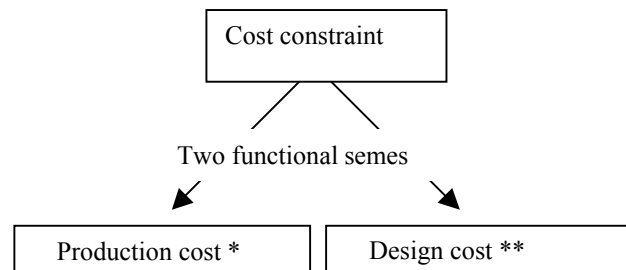 Cost constraint
Two functional semes
Production cost *
Design cost **